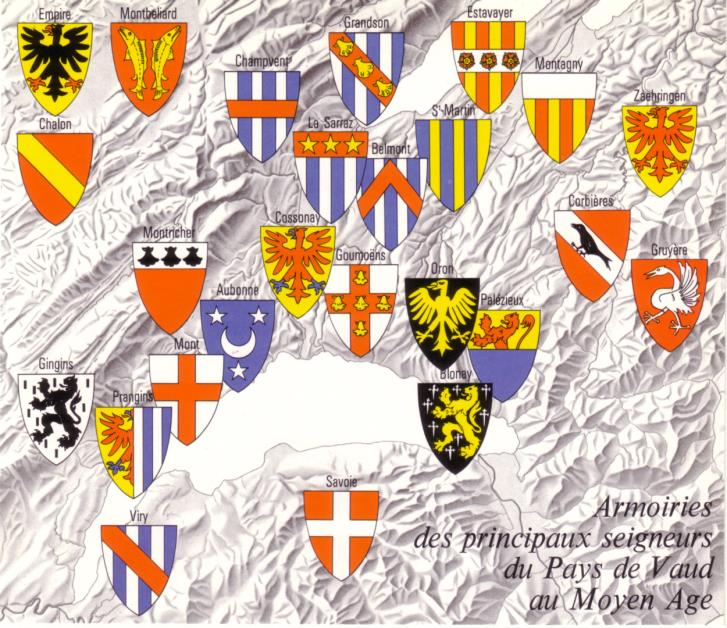 Empire
Montbéliard
Grandson
Estavayer
Champvent
Montagny
Zaehringen
Chalon
La Sarraz
St-Martin
Belmont
Corbières
Montricher
Cossonay
Goumoëns
Oron
Gruyère
Aubonne
Palézieux
Mont
Gingins
Blonay
Prangins
Savoie
Viry
Armoiries
des principaux seigneurs
du Pays de Vaud
au Moyen Age